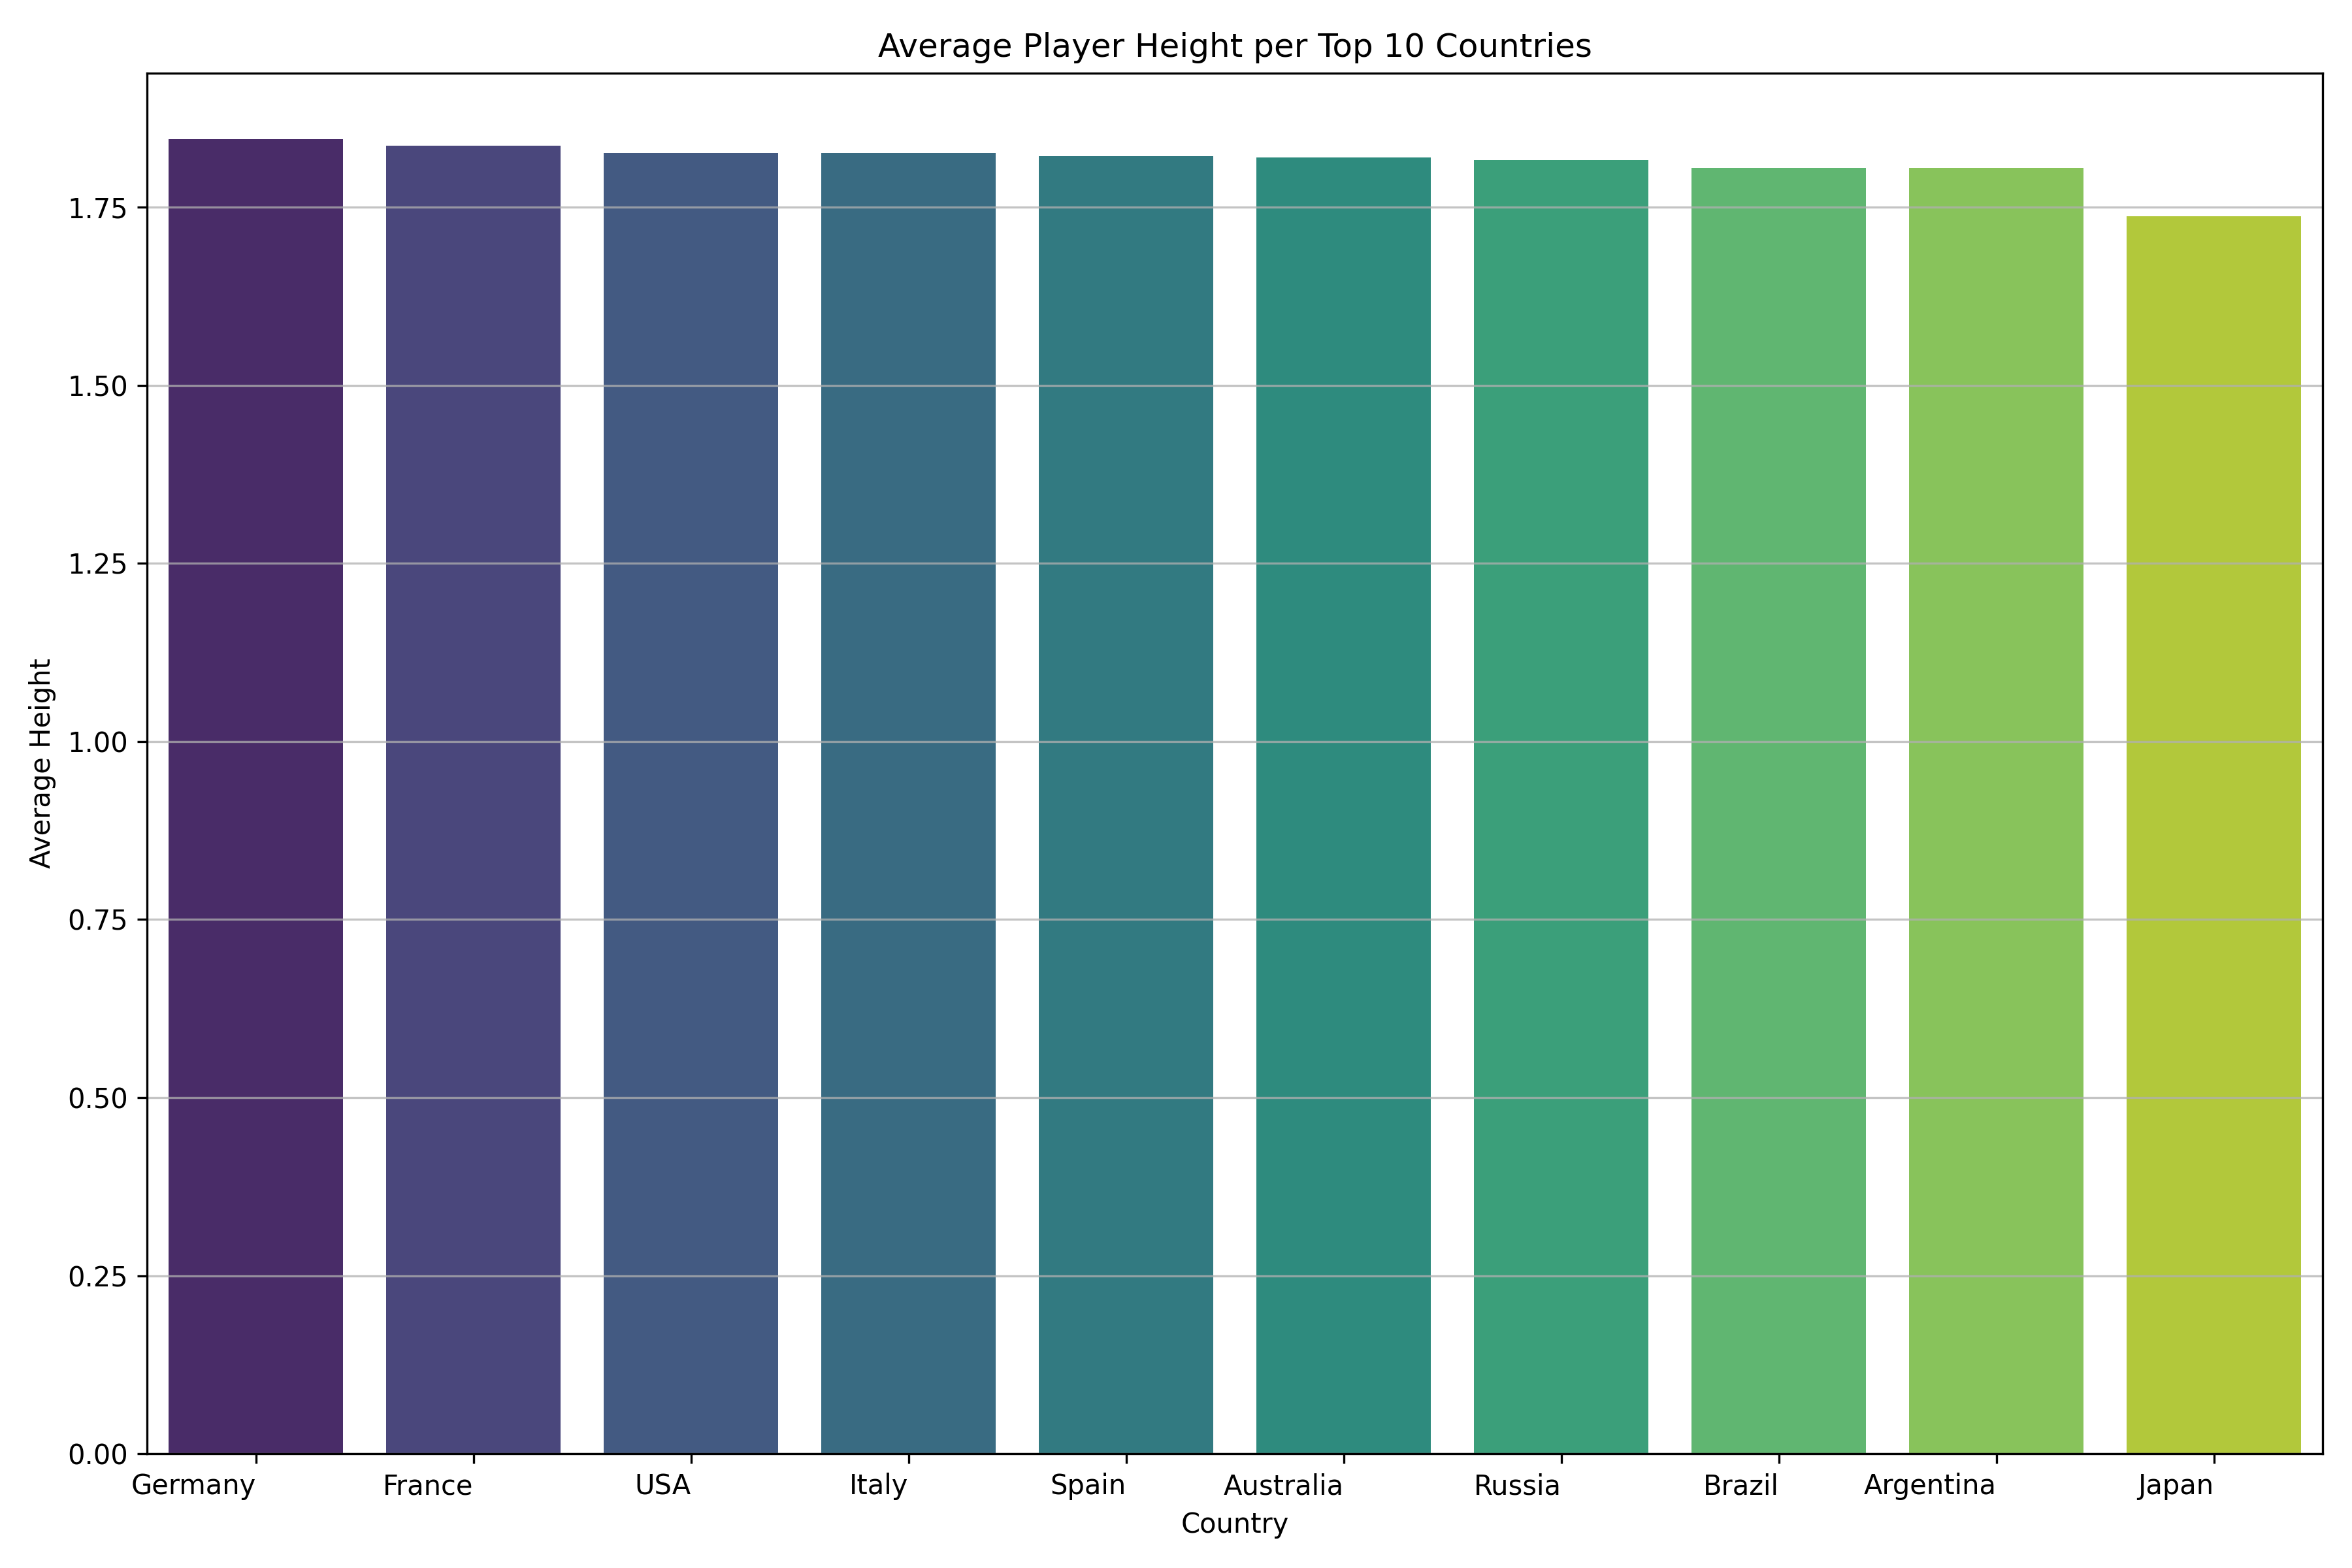 Average Player Height per Top 10 Countries
Average Height
1.75
1.50
1.25
1.00
0.75
0.50
0.25
0.00
Germany France USA Italy Spain Australia Russia Brazil Argentina Japan
Country